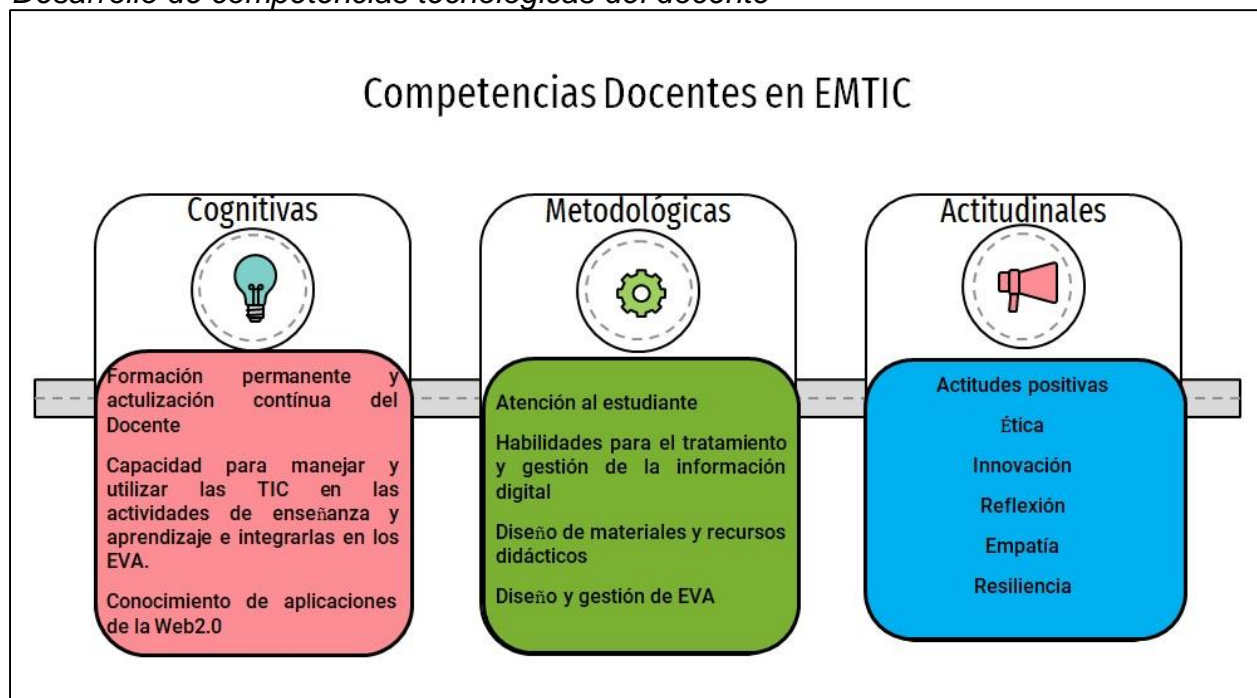 Desarrollo de competencias tecnológicas del docente
Competencias Docentes en EMTIC
Cognitivas
Formación permanente y
actulización contínua del
Docente
Capacidad para manejar y
utilizar las TIC en las
actividades de enseñanza y
aprendizaje e integrarlas en los
EVA.
Conocimiento de aplicaciones
de la Web2.0
Metodológicas
Atención al estudiante
Habilidades para el tratamiento
y gestión de la información
digital
Diseño de materiales y recursos
didácticos
Diseño y gestión de EVA
Actitudinales
Actitudes positivas
Ética
Innovación
Reflexión
Empatía
Resiliencia